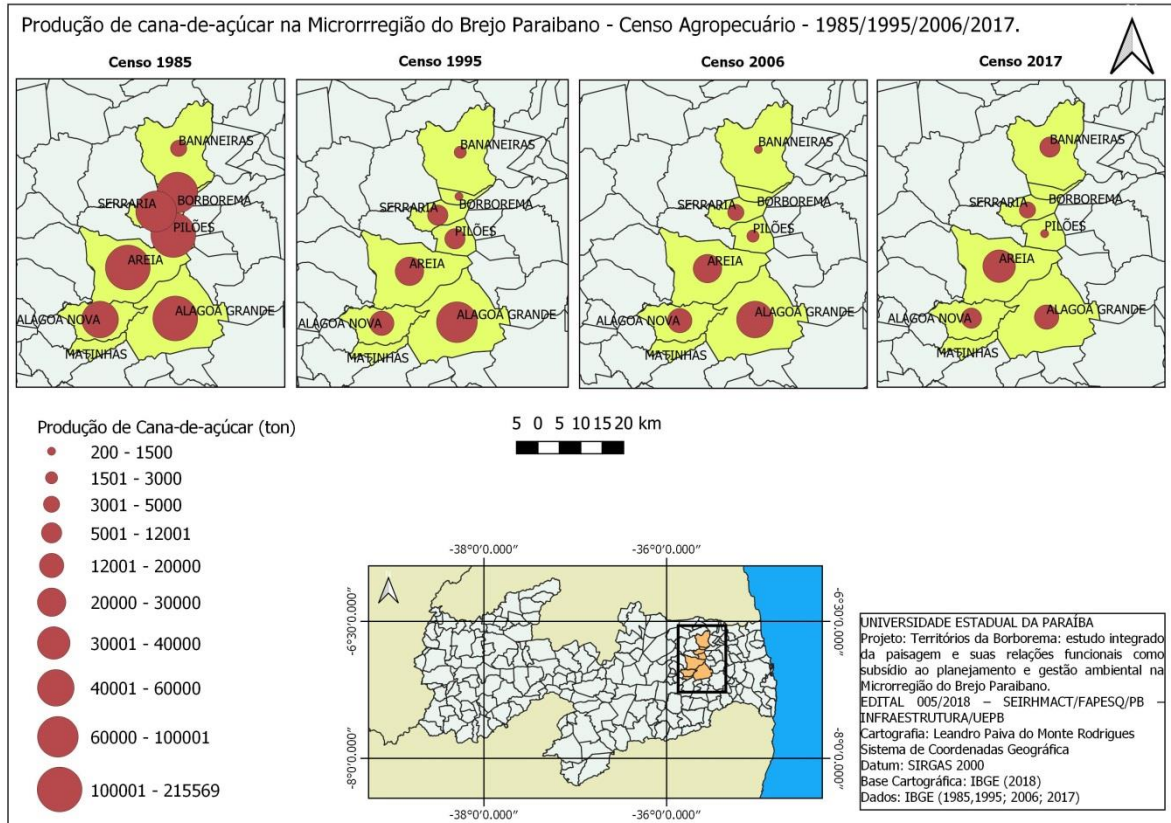 Produção de cana-de-açúcar na Microrregião do Brejo Paraibano - Censo Agropecuário - 1985/1995/2006/2017.
Censo 1985
Censo 1995
Censo 2006
Censo 2017
BANANEIRAS
SERRARIA
BORBOREMA
PILÕES
AREIA
ALAGOA NOVA
ALAGOA GRANDE
MATINHAS
BANANEIRAS
SERRARIA
BORBOREMA
PILÕES
AREIA
ALAGOA NOVA
ALAGOA GRANDE
MATINHAS
BANANEIRAS
SERRARIA
BORBOREMA
PILÕES
AREIA
ALAGOA NOVA
ALAGOA GRANDE
MATINHAS
BANANEIRAS
SERRARIA
BORBOREMA
PILÕES
AREIA
ALAGOA NOVA
ALAGOA GRANDE
MATINHAS
Produção de Cana-de-açúcar (ton)
200 - 1500
1501 - 3000
3001 - 5000
5001 - 12001
12001 - 20000
20000 - 30000
30001 - 40000
40001 - 60000
60000 - 100001
100001 - 215569
5 0 5 10 15 20 km
-38°0'0.000″
-36°0'0.000″
-6°30'0.000″
-6°30'0.000″
-8°0'0.000″
-8°0'0.000″
-38°0'0.000″
-36°0'0.000″
UNIVERSIDADE ESTADUAL DA PARAÍBA
Projeto: Territórios da Borborema: estudo integrado
da paisagem e suas relações funcionais como
subsídio ao planejamento e gestão ambiental na
Microrregião do Brejo Paraibano.
EDITAL 005/2018 – SEIRHMACT/FAPESQ/PB –
INFRAESTRUTURA/UEPB
Cartografia: Leandro Paiva do Monte Rodrigues
Sistema de Coordenadas Geográfica
Datum: SIRGAS 2000
Base Cartográfica: IBGE (2018)
Dados: IBGE (1985,1995; 2006; 2017)